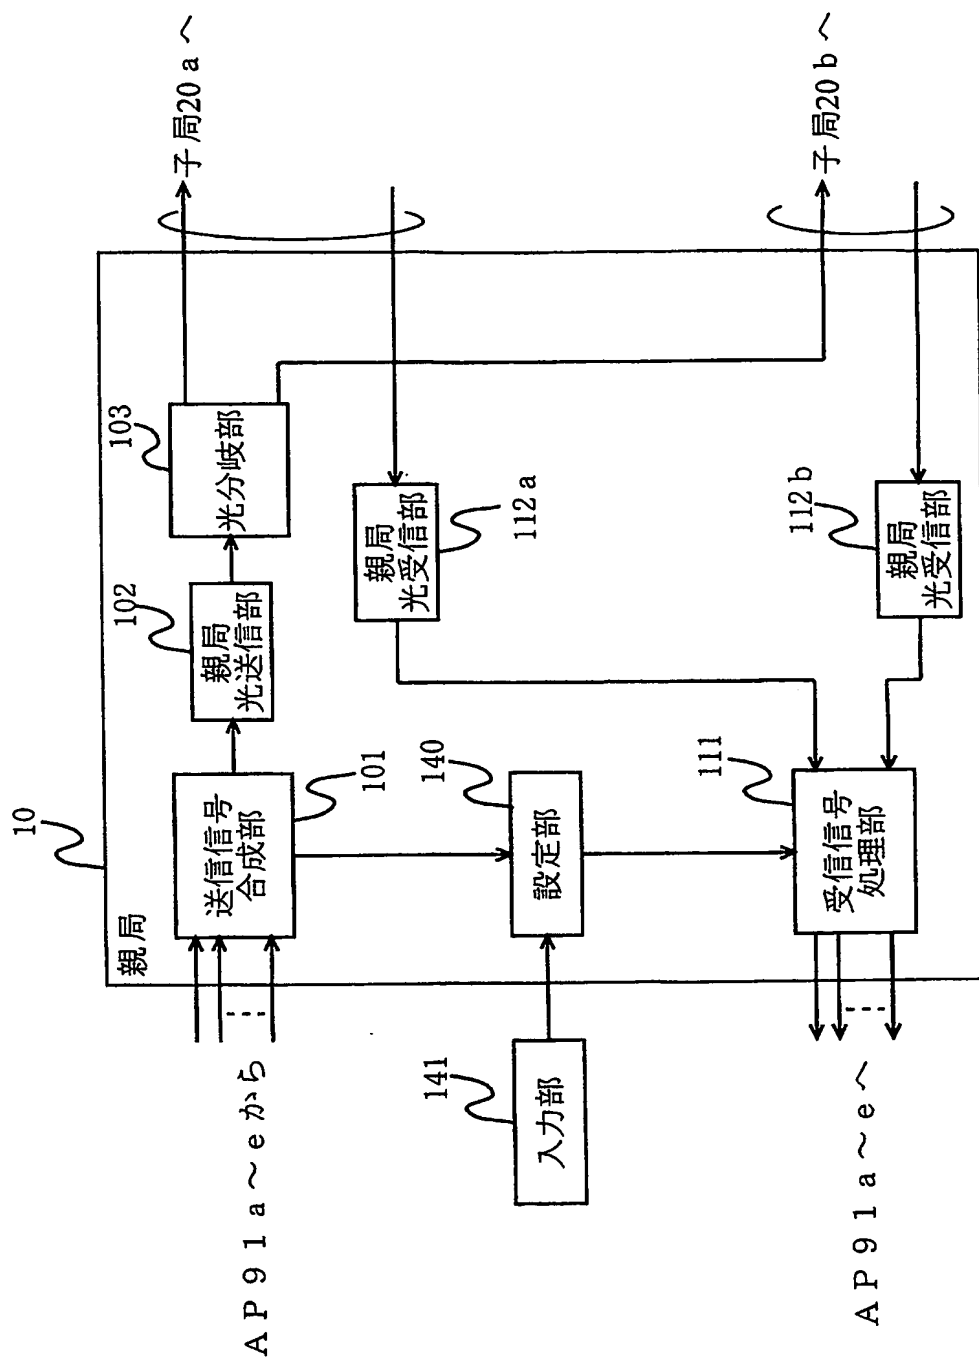 10
親局
AP91a～eから
送信信号
合成部
101
親局
光送信部
102
光分岐部
103
子局20aへ
親局
光受信部
112a
入力部
141
設定部
140
AP91a～eへ
受信信号
処理部
111
親局
光受信部
112b
子局20bへ